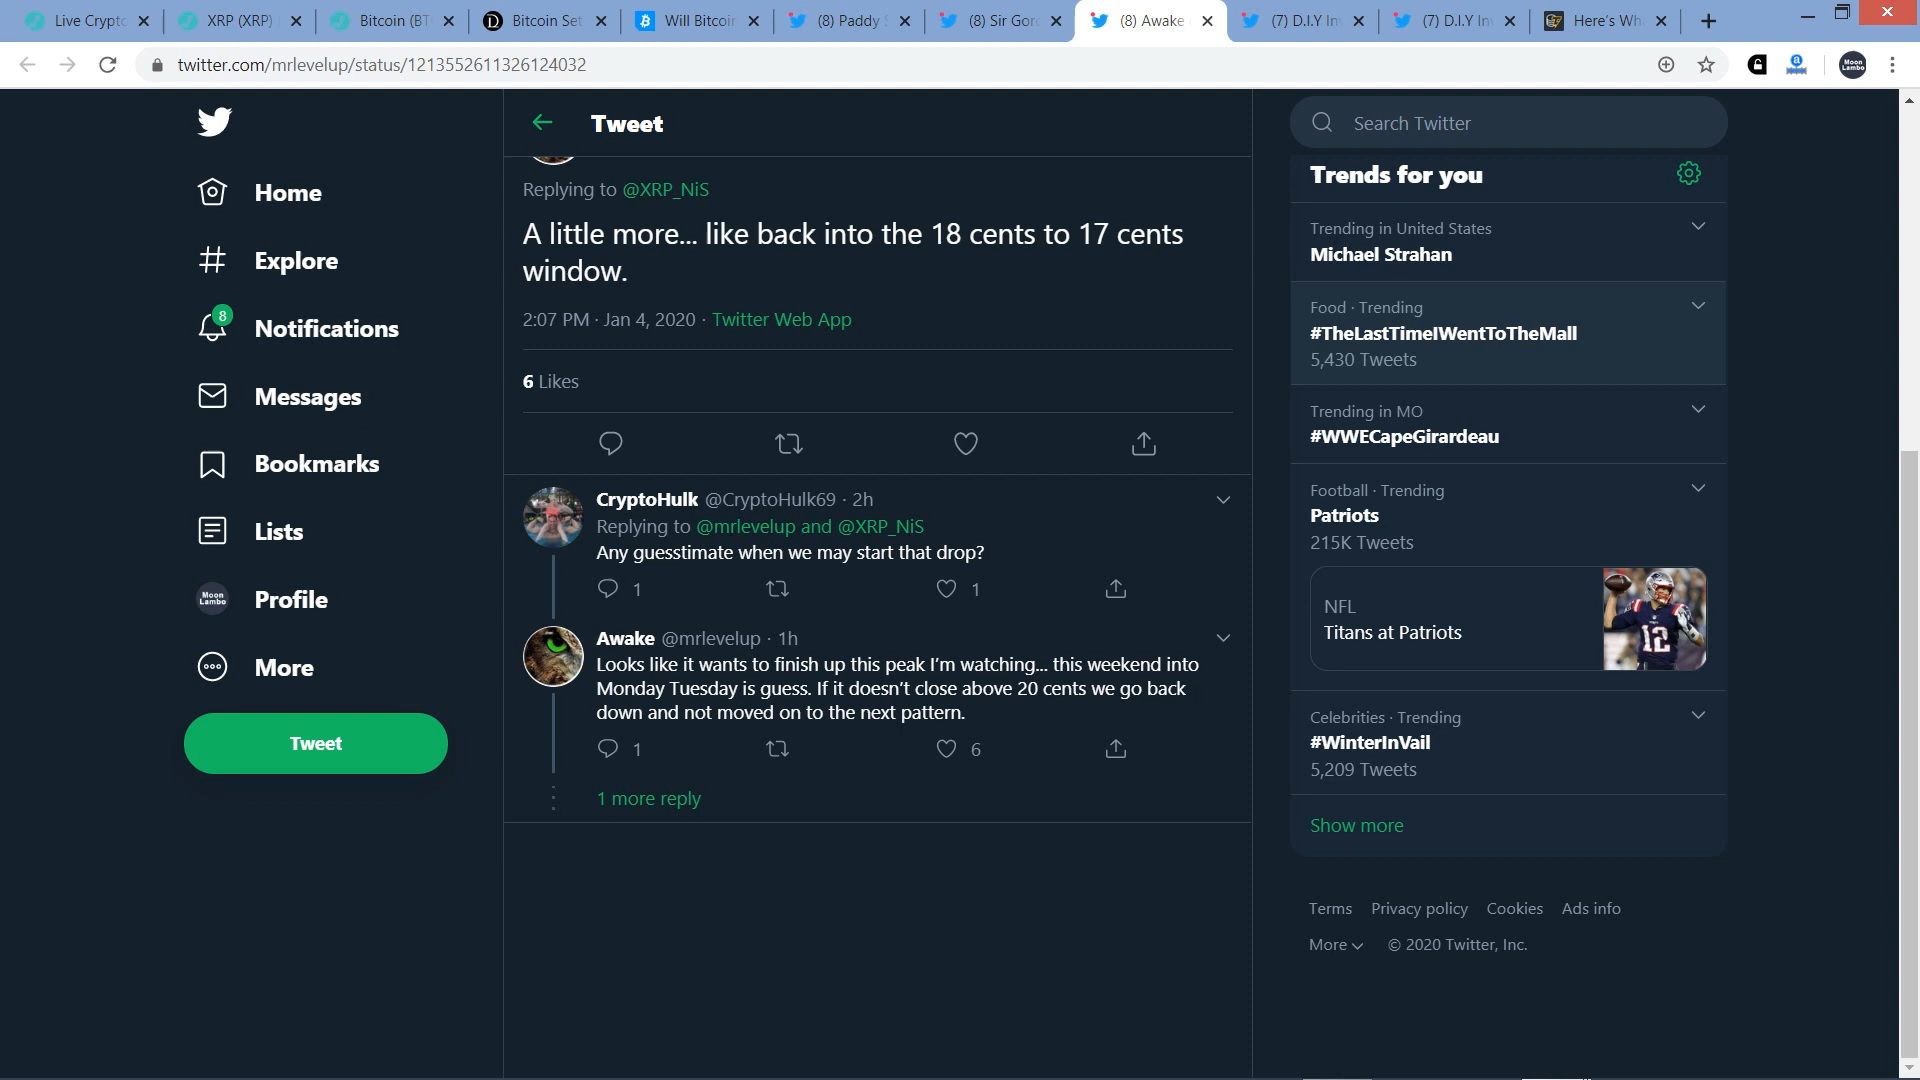 Live Crypto
XRP (XRP)
Bitcoin (BT
Bitcoin Set
Will Bitcoin
(8) Paddy S
(8) Sir Gord
(8) Awake
(7) D.I.Y In
(7) D.I.Y In
Here's Wh
twitter.com/mrlevelup/status/1213552611326124032
Moon Lambo
Home
Explore
8
Notifications
Messages
Bookmarks
Lists
Moon Lambo
Profile
More
Tweet
Tweet
Replying to @XRP_NiS
A little more... like back into the 18 cents to 17 cents
window.
2:07 PM · Jan 4, 2020 · Twitter Web App
6 Likes
CryptoHulk @CryptoHulk69 · 2h
Replying to @mrlevelup and @XRP_NiS
Any guesstimate when we may start that drop?
1 1
Awake @mrlevelup · 1h
Looks like it wants to finish up this peak I'm watching... this weekend into
Monday Tuesday is guess. If it doesn't close above 20 cents we go back
down and not moved on to the next pattern.
1 6
1 more reply
Search Twitter
Trends for you
Trending in United States
Michael Strahan
Food · Trending
#TheLastTimeIWentToTheMall
5,430 Tweets
Trending in MO
#WWECapeGirardeau
Football · Trending
Patriots
215K Tweets
NFL
Titans at Patriots
12
Celebrities · Trending
#WinterInVail
5,209 Tweets
Show more
Terms Privacy policy Cookies Ads info
More © 2020 Twitter, Inc.